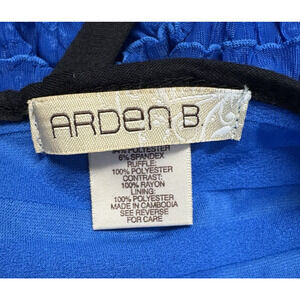 ARDEN B
POLYESTER
6% SPANDEX
RUFFLE:
100% POLYESTER
CONTRAST:
100% RAYON
LINING:
100% POLYESTER
MADE IN CAMBODIA
SEE REVERSE
FOR CARE